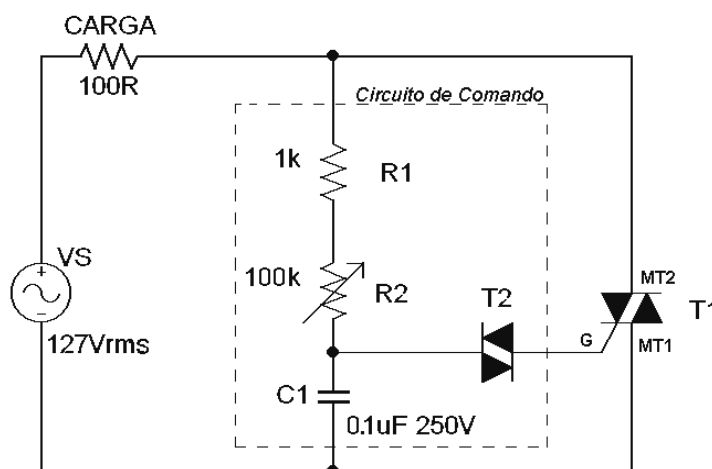 CARGA
100R
Circuito de Comando
1k
R1
VS
+
-
127Vrms
100k
R2
T2
MT2
T1
G
MT1
C1
0.1uF 250V